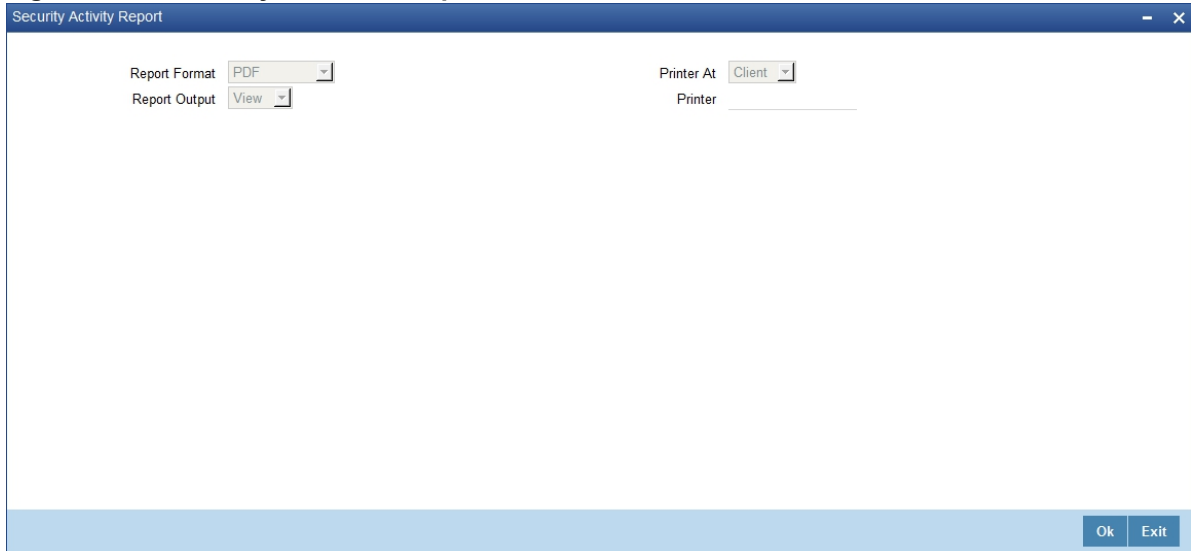 Security Activity Report
Report Format PDF Printer At Client
Report Output View Printer
Ok Exit